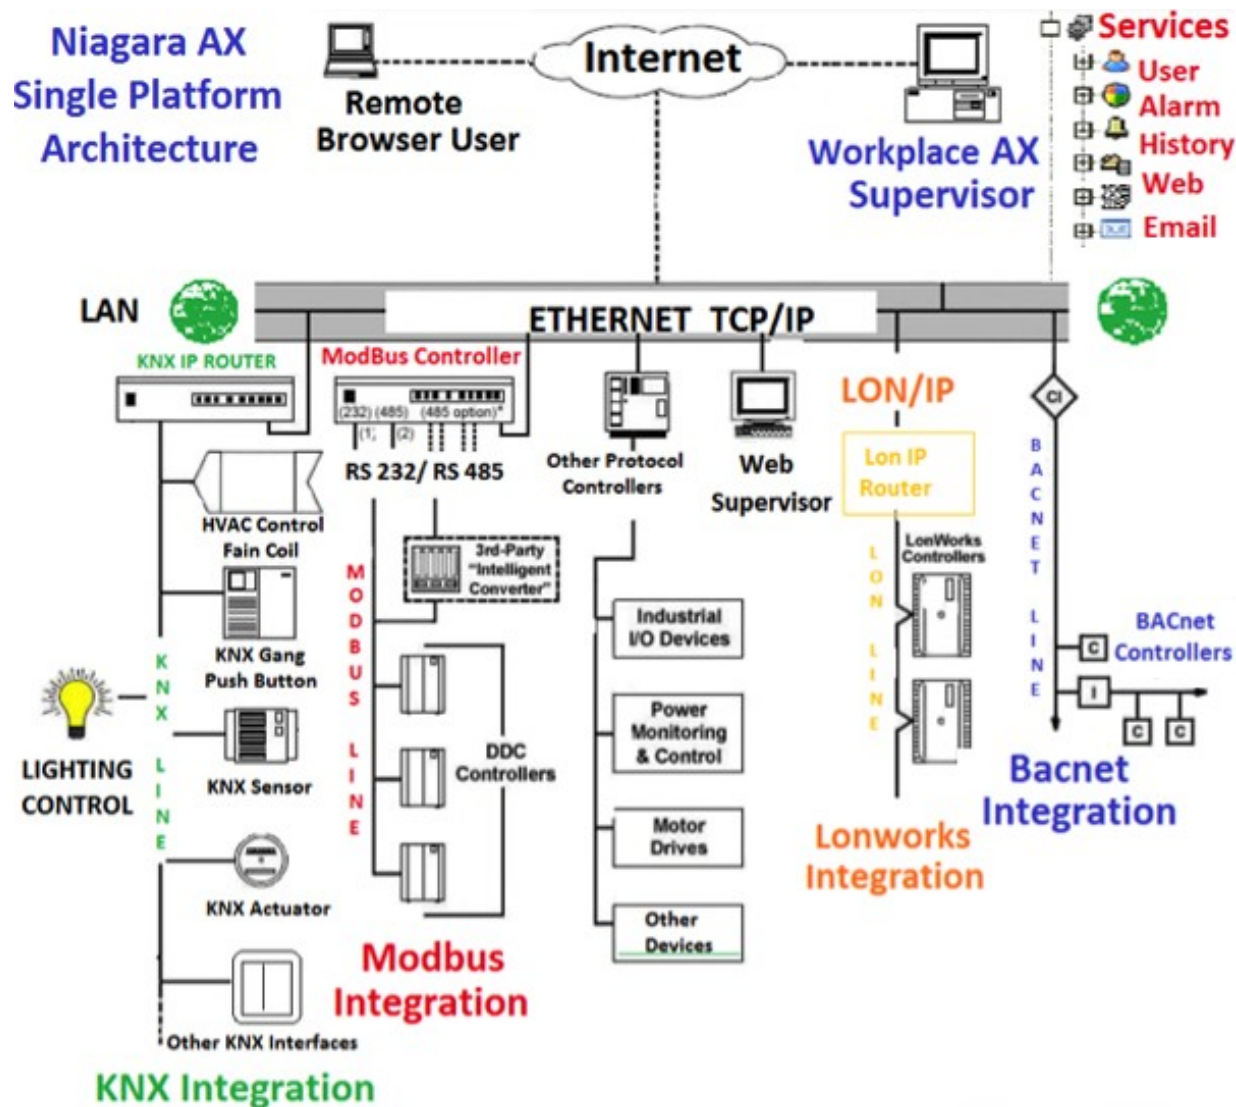 Niagara AX
Single Platform
Architecture
Remote
Browser User
Internet
Workplace AX
Supervisor
Services
User
Alarm
History
Web
Email
LAN
ETHERNET TCP/IP
KNX IP ROUTER
HVAC Control
Fain Coil
KNX Gang
Push Button
KNX LINE
LIGHTING
CONTROL
KNX Sensor
KNX Actuator
Other KNX Interfaces
KNX Integration
ModBus Controller
(232) (485) (485 option)*
(1) (2)
RS 232/ RS 485
3rd-Party
"Intelligent
Converter"
MODBUS LINE
DDC
Controllers
Modbus
Integration
Other Protocol
Controllers
Industrial
I/O Devices
Power
Monitoring
& Control
Motor
Drives
Other
Devices
Web
Supervisor
LON/IP
Lon IP
Router
LonWorks
Controllers
LON LINE
Lonworks
Integration
CI
BACNET LINE
BACnet
Controllers
C
I
C C
Bacnet
Integration